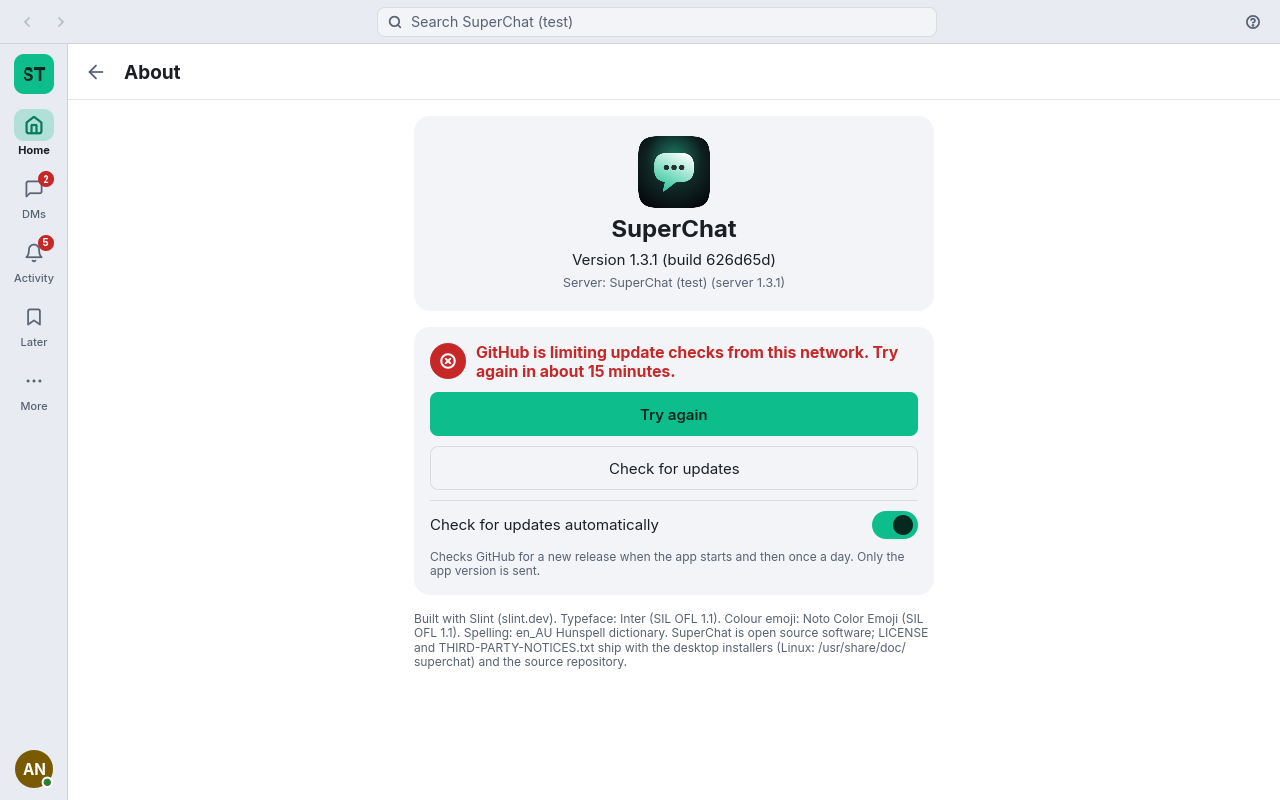 Search SuperChat (test)
ST
About
Home
2
DMs
5
Activity
Later
More
SuperChat
Version 1.3.1 (build 626d65d)
Server: SuperChat (test) (server 1.3.1)
GitHub is limiting update checks from this network. Try
again in about 15 minutes.
Try again
Check for updates
Check for updates automatically
Checks GitHub for a new release when the app starts and then once a day. Only the
app version is sent.
Built with Slint (slint.dev). Typeface: Inter (SIL OFL 1.1). Colour emoji: Noto Color Emoji (SIL
OFL 1.1). Spelling: en_AU Hunspell dictionary. SuperChat is open source software; LICENSE
and THIRD-PARTY-NOTICES.txt ship with the desktop installers (Linux: /usr/share/doc/
superchat) and the source repository.
AN